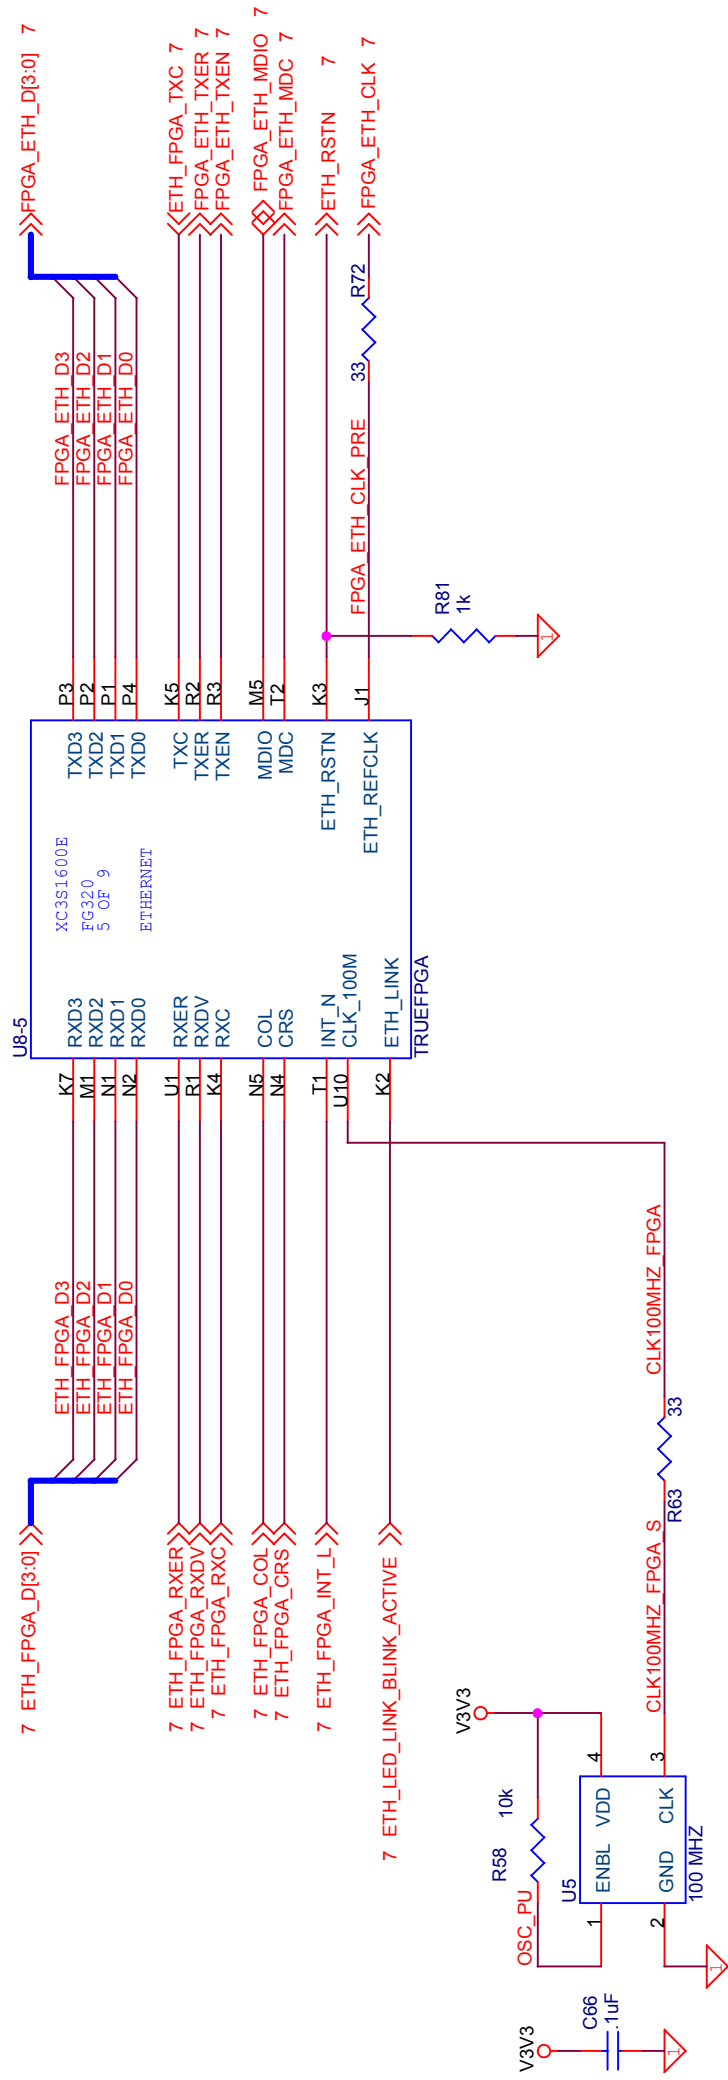 7 ETH_FPGA_D[3:0]
ETH_FPGA_D3
ETH_FPGA_D2
ETH_FPGA_D1
ETH_FPGA_D0
7 ETH_FPGA_RXER
7 ETH_FPGA_RXDV
7 ETH_FPGA_RXC
7 ETH_FPGA_COL
7 ETH_FPGA_CRS
7 ETH_FPGA_INT_L
7 ETH_LED_LINK_BLINK_ACTIVE
K7
M1
N1
N2
U1
R1
K4
N5
N4
T1
U10
K2
U8-5
RXD3
RXD2
RXD1
RXD0
RXER
RXDV
RXC
COL
CRS
INT_N
CLK_100M
ETH_LINK
TRUEFPGA
XC3S1600E
FG320
5 OF 9
ETHERNET
TXD3
TXD2
TXD1
TXD0
TXC
TXER
TXEN
MDIO
MDC
ETH_RSTN
ETH_REFCLK
P3
P2
P1
P4
K5
R2
R3
M5
T2
K3
J1
FPGA_ETH_D3
FPGA_ETH_D2
FPGA_ETH_D1
FPGA_ETH_D0
FPGA_ETH_CLK_PRE
33
R72
R81
1k
1
FPGA_ETH_D[3:0] 7
ETH_FPGA_TXC 7
FPGA_ETH_TXER 7
FPGA_ETH_TXEN 7
FPGA_ETH_MDIO 7
FPGA_ETH_MDC 7
ETH_RSTN 7
FPGA_ETH_CLK 7
V3V3
C66
.1uF
1
OSC_PU
R58
10k
V3V3
U5
1
ENBL
VDD
4
2
GND
CLK
3
100 MHZ
1
CLK100MHZ_FPGA_S
R63
33
CLK100MHZ_FPGA